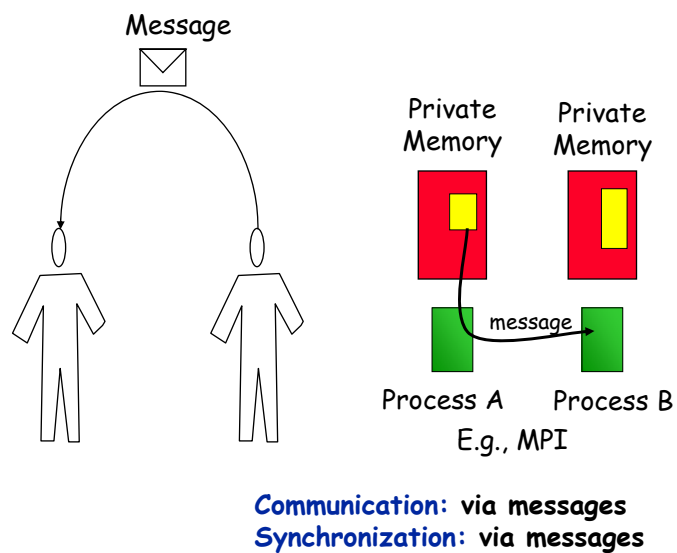 Message
Private
Memory
Private
Memory
message
Process A
Process B
E.g., MPI
Communication: via messages
Synchronization: via messages